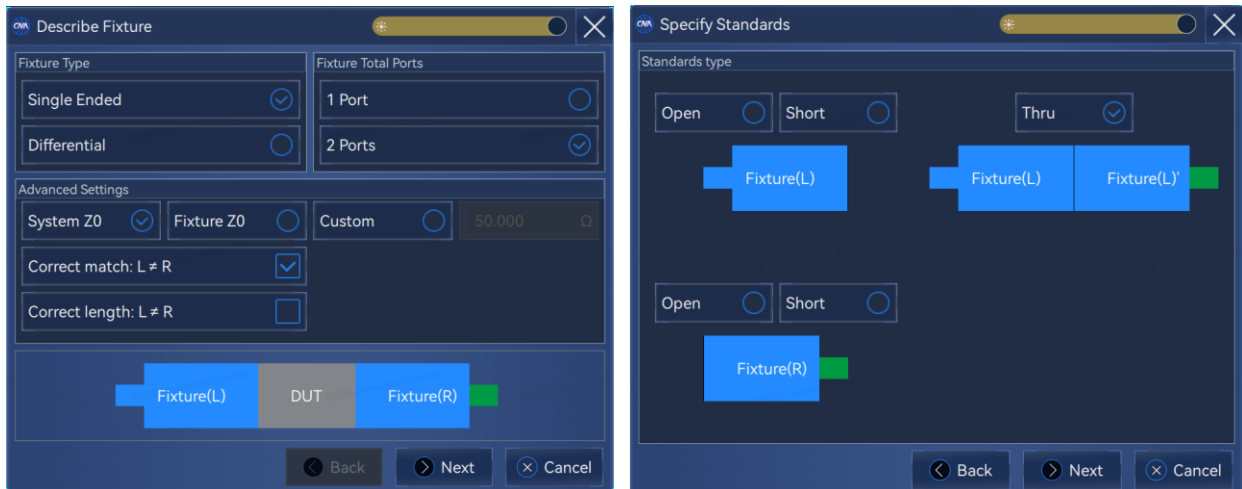 CNA Describe Fixture
Fixture Type
Fixture Total Ports
Single Ended
1 Port
Differential
2 Ports
Advanced Settings
System Z0
Fixture Z0
Custom
50.000 Ω
Correct match: L ≠ R
Correct length: L ≠ R
Fixture(L)
DUT
Fixture(R)
Back
Next
Cancel
CNA Specify Standards
Standards type
Open
Short
Thru
Fixture(L)
Fixture(L)
Fixture(L)'
Open
Short
Fixture(R)
Back
Next
Cancel